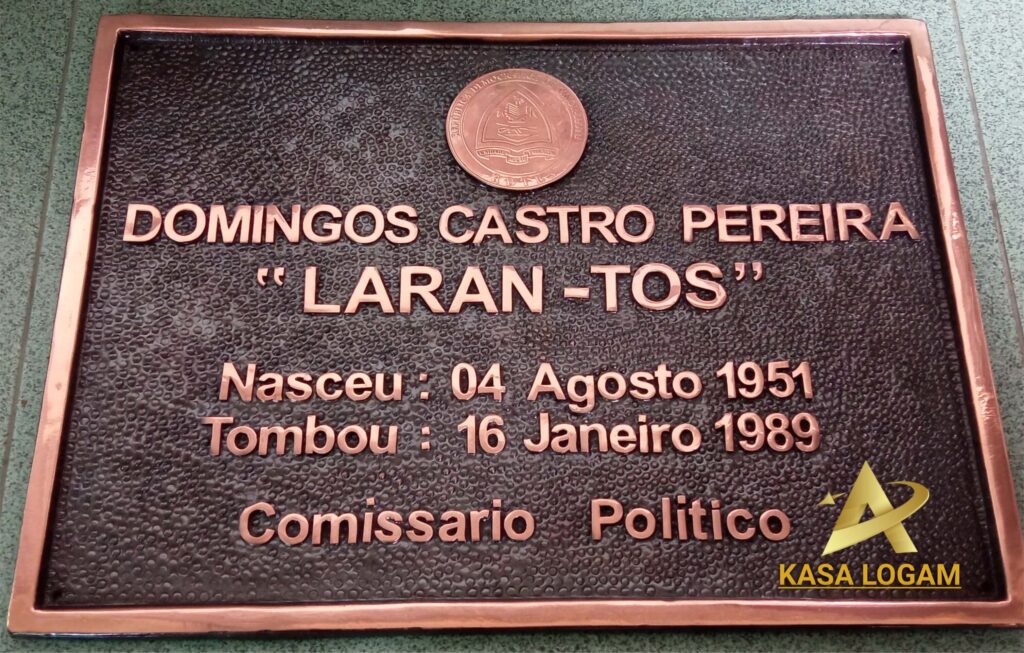 DOMINGOS CASTRO PEREIRA
“LARAN -TOS”
Nasceu : 04 Agosto 1951
Tombou : 16 Janeiro 1989
Comissario Politico
KASA LOGAM